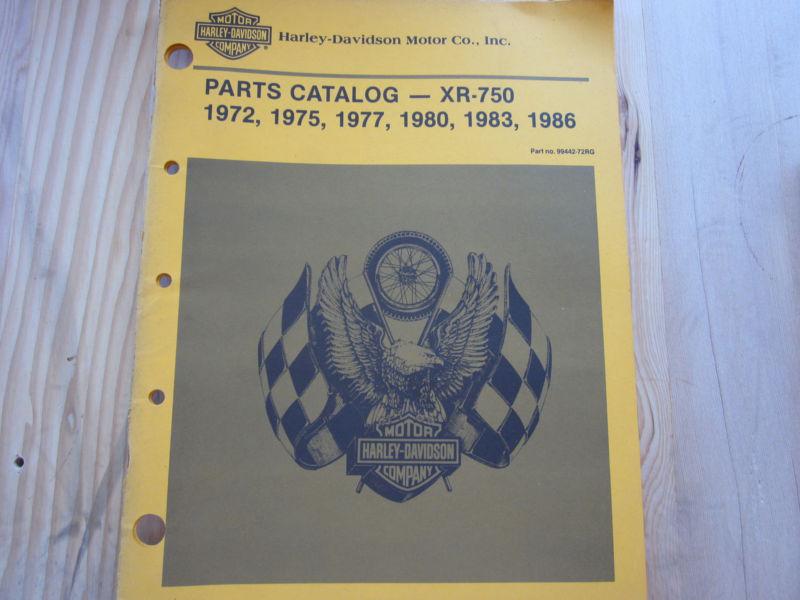 MOTOR
HARLEY-DAVIDSON
COMPANY
®
Harley-Davidson Motor Co., Inc.
PARTS CATALOG — XR-750
1972, 1975, 1977, 1980, 1983, 1986
Part no. 99442-72RG
MOTOR
HARLEY-DAVIDSON
COMPANY